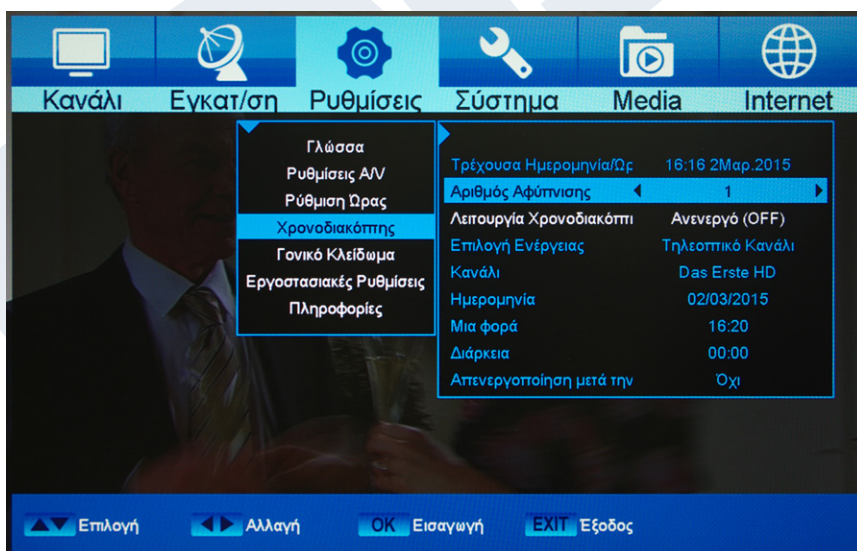 Κανάλι Εγκατ/ση Ρυθμίσεις Σύστημα Media Internet
Γλώσσα
Ρυθμίσεις A/V
Ρύθμιση Ώρας
Χρονοδιακόπτης
Γονικό Κλείδωμα
Εργοστασιακές Ρυθμίσεις
Πληροφορίες
Τρέχουσα Ημερομηνία/Ώρ 16:16 2Μαρ.2015
Αριθμός Αφύπνισης 1
Λειτουργία Χρονοδιακόπτι Ανενεργό (OFF)
Επιλογή Ενέργειας Τηλεοπτικό Κανάλι
Κανάλι Das Erste HD
Ημερομηνία 02/03/2015
Μια φορά 16:20
Διάρκεια 00:00
Απενεργοποίηση μετά την Όχι
Επιλογή Αλλαγή OK Εισαγωγή EXIT Έξοδος